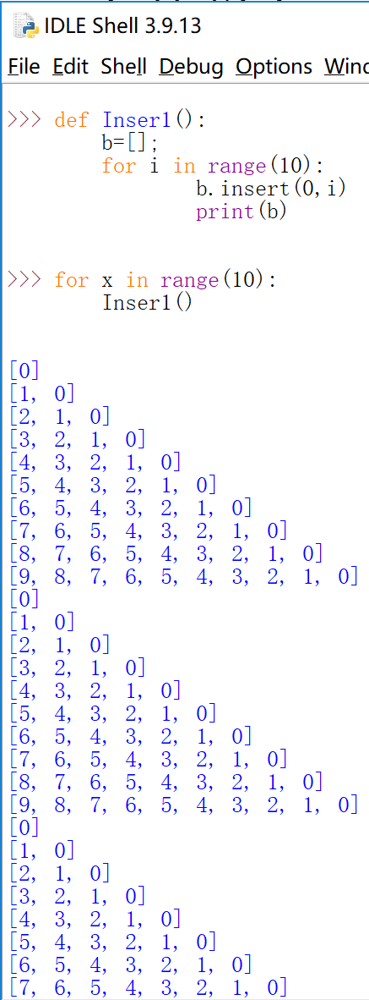 IDLE Shell 3.9.13
File Edit Shell Debug Options Wind
>>> def Inser1():
        b=[];
        for i in range(10):
                b.insert(0,i)
                print(b)
>>> for x in range(10):
        Inser1()
[0]
[1, 0]
[2, 1, 0]
[3, 2, 1, 0]
[4, 3, 2, 1, 0]
[5, 4, 3, 2, 1, 0]
[6, 5, 4, 3, 2, 1, 0]
[7, 6, 5, 4, 3, 2, 1, 0]
[8, 7, 6, 5, 4, 3, 2, 1, 0]
[9, 8, 7, 6, 5, 4, 3, 2, 1, 0]
[0]
[1, 0]
[2, 1, 0]
[3, 2, 1, 0]
[4, 3, 2, 1, 0]
[5, 4, 3, 2, 1, 0]
[6, 5, 4, 3, 2, 1, 0]
[7, 6, 5, 4, 3, 2, 1, 0]
[8, 7, 6, 5, 4, 3, 2, 1, 0]
[9, 8, 7, 6, 5, 4, 3, 2, 1, 0]
[0]
[1, 0]
[2, 1, 0]
[3, 2, 1, 0]
[4, 3, 2, 1, 0]
[5, 4, 3, 2, 1, 0]
[6, 5, 4, 3, 2, 1, 0]
[7, 6, 5, 4, 3, 2, 1, 0]